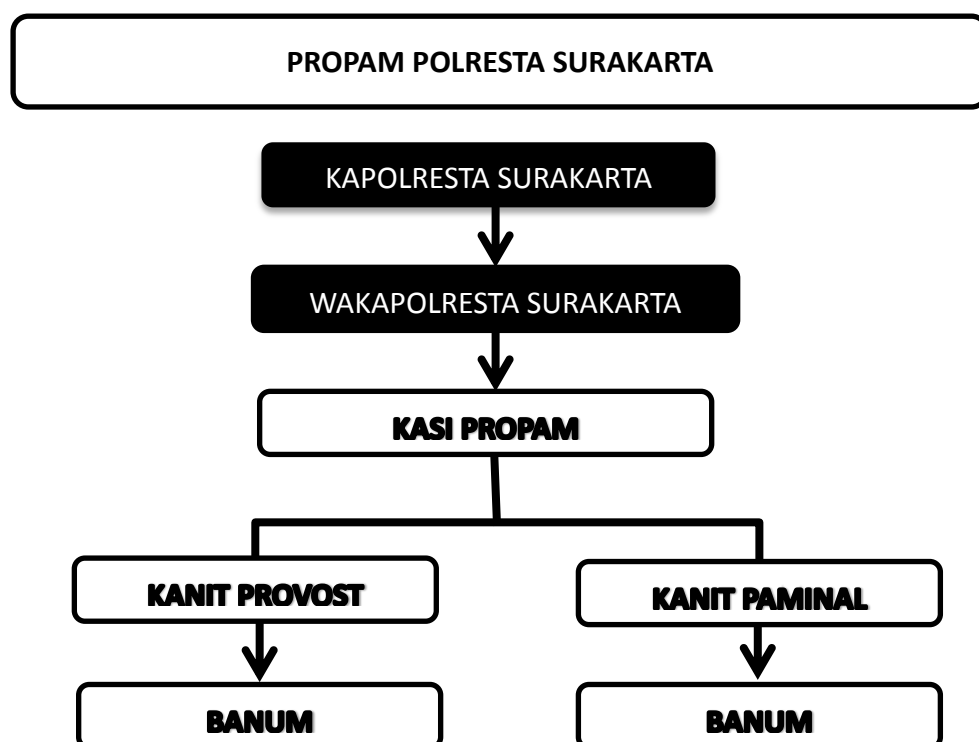 PROPAM POLRESTA SURAKARTA
KAPOLRESTA SURAKARTA
WAKAPOLRESTA SURAKARTA
KASI PROPAM
KANIT PROVOST
KANIT PAMINAL
BANUM
BANUM